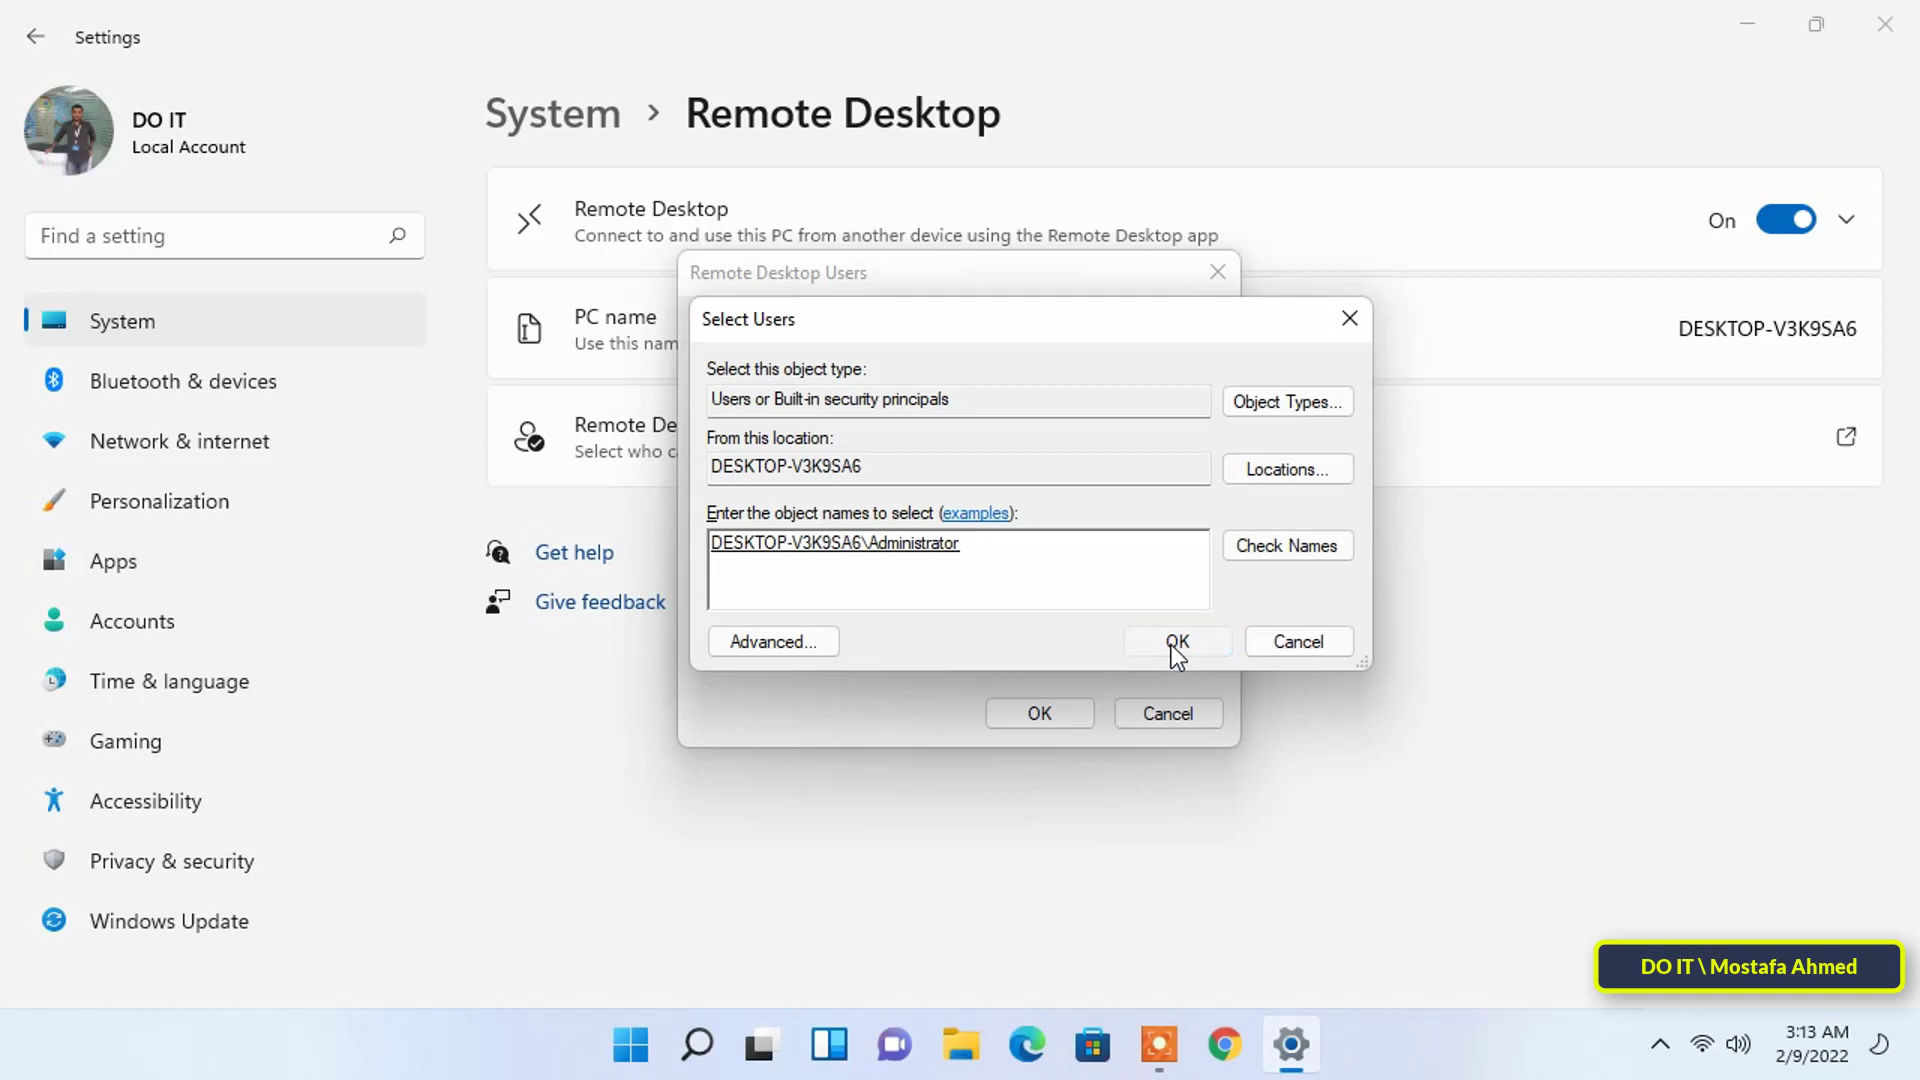 Settings
DO IT
Local Account
Find a setting
System
Bluetooth & devices
Network & internet
Personalization
Apps
Accounts
Time & language
Gaming
Accessibility
Privacy & security
Windows Update
System > Remote Desktop
Remote Desktop
Connect to and use this PC from another device using the Remote Desktop app
On
PC name
Use this nam
DESKTOP-V3K9SA6
Remote De
Select who c
Get help
Give feedback
Remote Desktop Users
Select Users
Select this object type:
Users or Built-in security principals
Object Types...
From this location:
DESKTOP-V3K9SA6
Locations...
Enter the object names to select (examples):
DESKTOP-V3K9SA6\Administrator
Check Names
Advanced...
OK
Cancel
OK
Cancel
DO IT \ Mostafa Ahmed
3:13 AM
2/9/2022